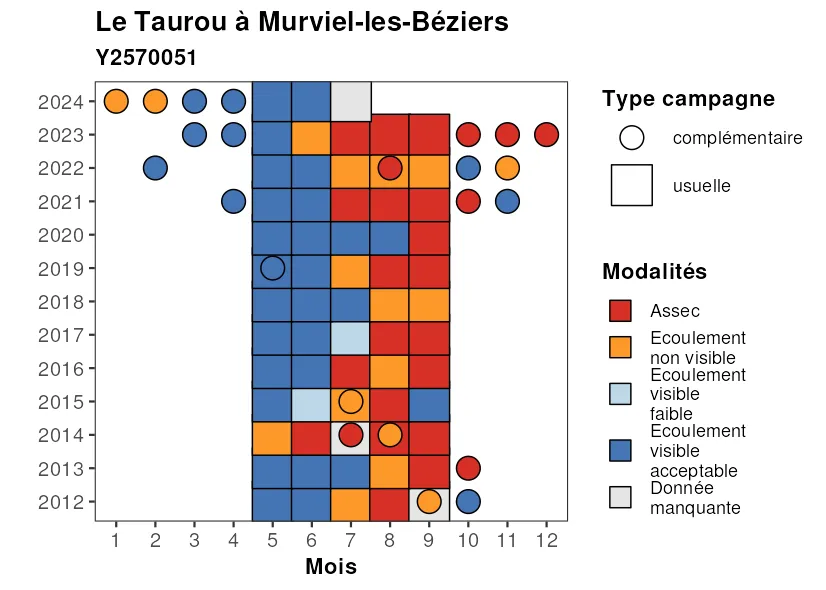 Le Taurou à Murviel-les-Béziers
Y2570051
2024
2023
2022
2021
2020
2019
2018
2017
2016
2015
2014
2013
2012
1 2 3 4 5 6 7 8 9 10 11 12
Mois
Type campagne
complémentaire
usuelle
Modalités
Assec
Ecoulement
non visible
Ecoulement
visible
faible
Ecoulement
visible
acceptable
Donnée
manquante